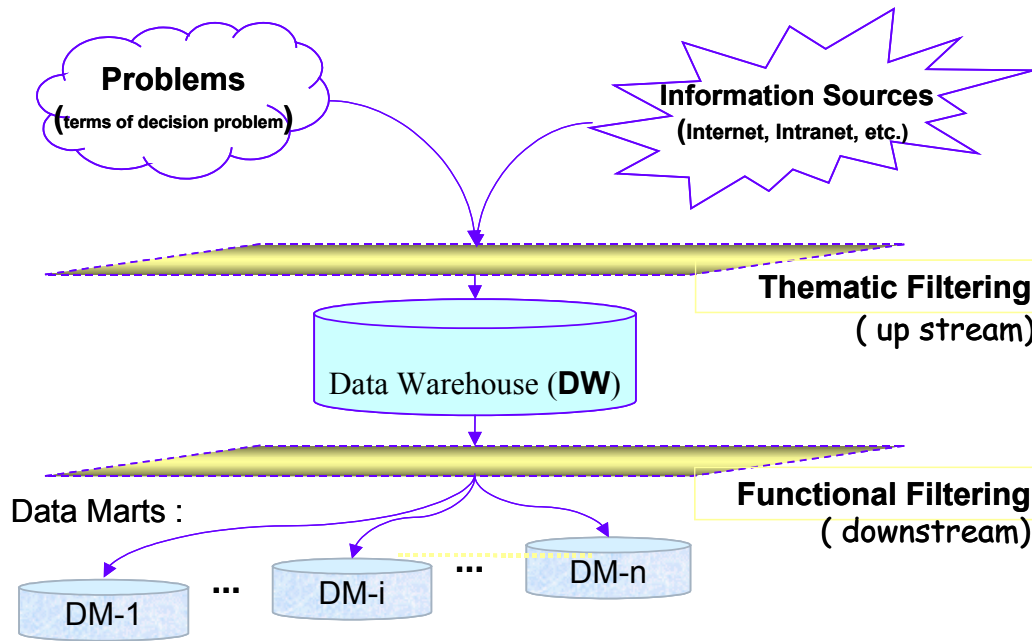 Problems
(terms of decision problem)
Information Sources
(Internet, Intranet, etc.)
Thematic Filtering
( up stream)
Data Warehouse (DW)
Functional Filtering
( downstream)
Data Marts :
DM-1
...
DM-i
...
DM-n